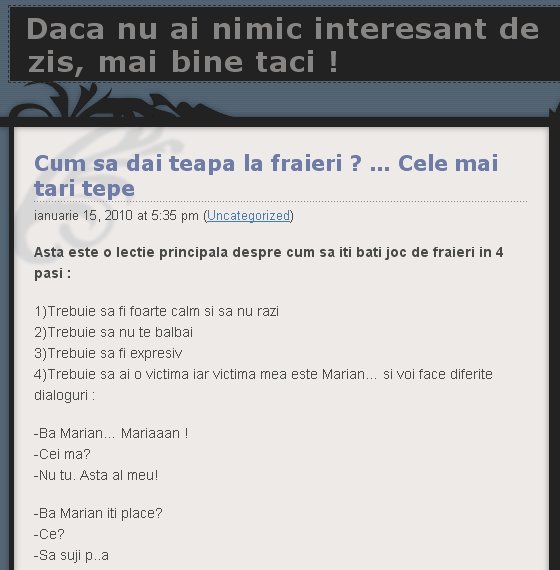 Daca nu ai nimic interesant de
zis, mai bine taci !
Cum sa dai teapa la fraieri ? ... Cele mai
tari tepe
ianuarie 15, 2010 at 5:35 pm (Uncategorized)
Asta este o lectie principala despre cum sa iti bati joc de fraieri in 4
pasi :
1)Trebuie sa fi foarte calm si sa nu razi
2)Trebuie sa nu te balbai
3)Trebuie sa fi expresiv
4)Trebuie sa ai o victima iar victima mea este Marian... si voi face diferite
dialoguri :
-Ba Marian... Mariaaan !
-Cei ma?
-Nu tu. Asta al meu!
-Ba Marian iti place?
-Ce?
-Sa suji p..a